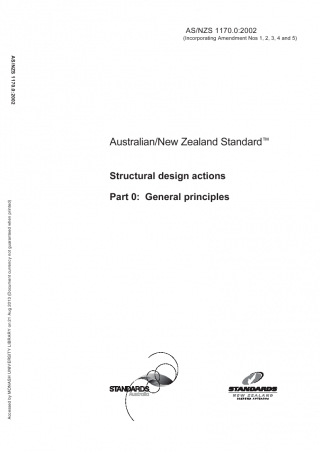 AS/NZS 1170.0:2002
(Incorporating Amendment Nos 1, 2, 3, 4 and 5)
AS/NZS 1170.0:2002
Australian/New Zealand Standard™
Structural design actions
Part 0: General principles
Accessed by MONASH UNIVERSITY LIBRARY on 21 Aug 2013 (Document currency not guaranteed when printed)
STANDARDS
Australia
STANDARDS
NEW ZEALAND